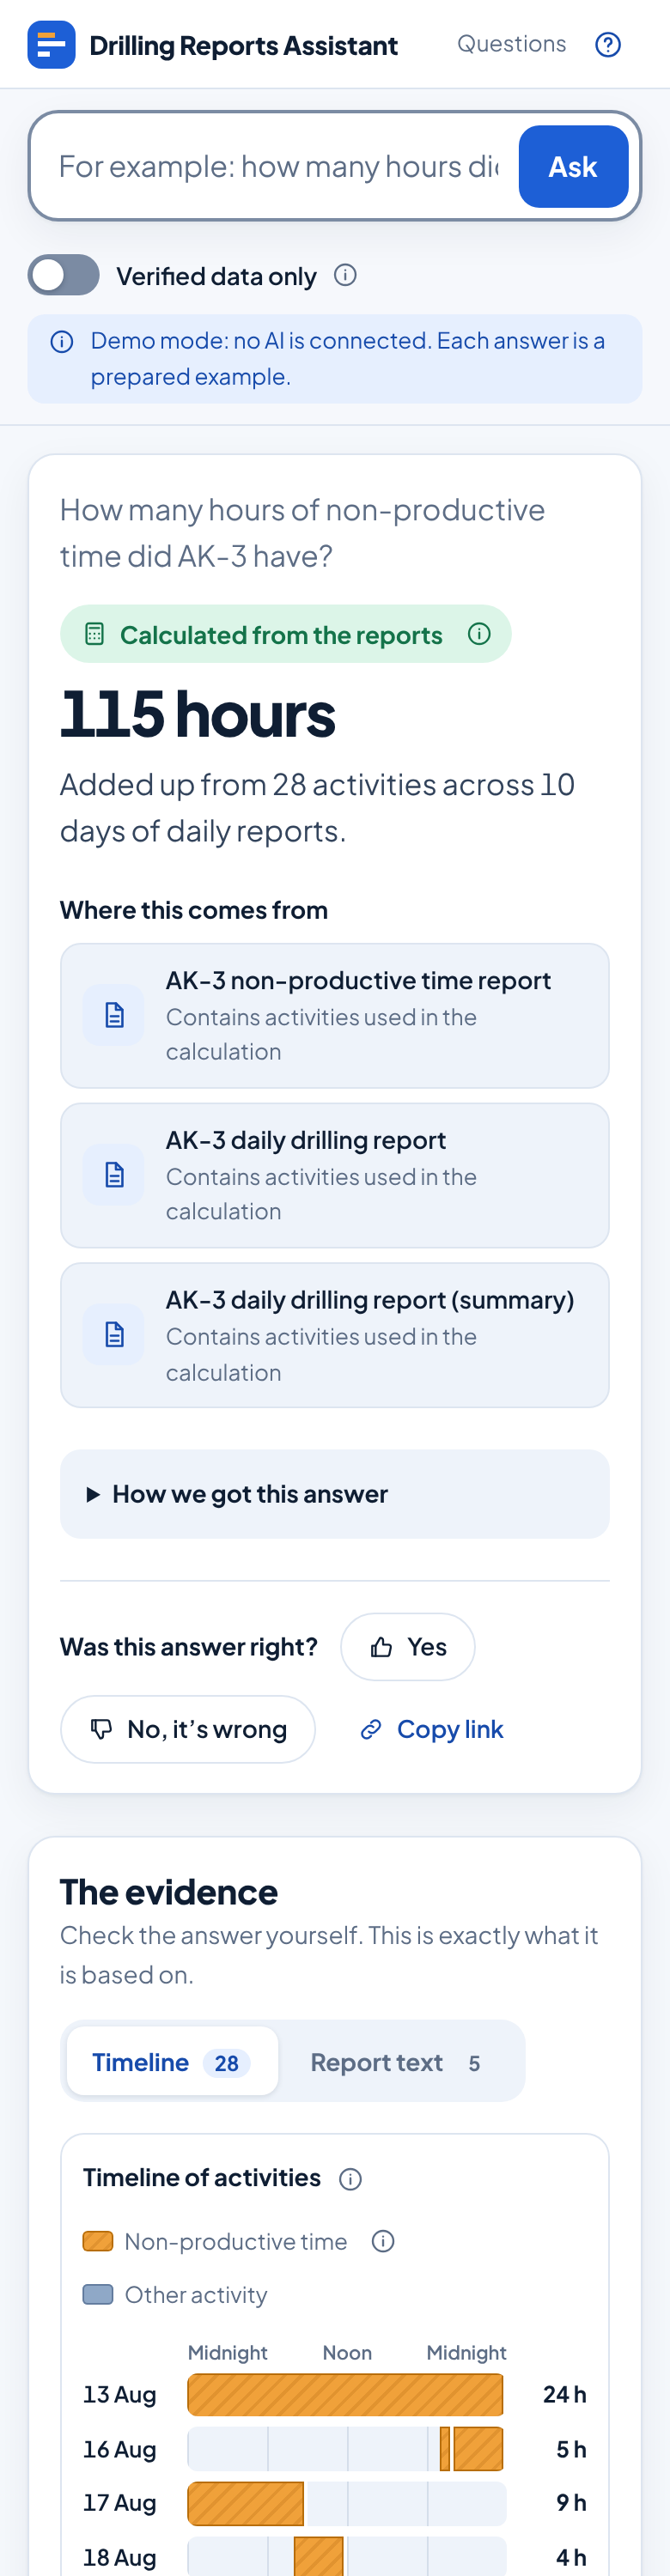 Drilling Reports Assistant
Questions
For example: how many hours
Ask
Verified data only
Demo mode: no AI is connected. Each answer is a
prepared example.
How many hours of non-productive
time did AK-3 have?
Calculated from the reports
115 hours
Added up from 28 activities across 10
days of daily reports.
Where this comes from
AK-3 non-productive time report
Contains activities used in the
calculation
AK-3 daily drilling report
Contains activities used in the
calculation
AK-3 daily drilling report (summary)
Contains activities used in the
calculation
How we got this answer
Was this answer right?
Yes
No, it’s wrong
Copy link
The evidence
Check the answer yourself. This is exactly what it
is based on.
Timeline 28
Report text 5
Timeline of activities
Non-productive time
Other activity
Midnight Noon Midnight
13 Aug 24 h
16 Aug 5 h
17 Aug 9 h
18 Aug 4 h